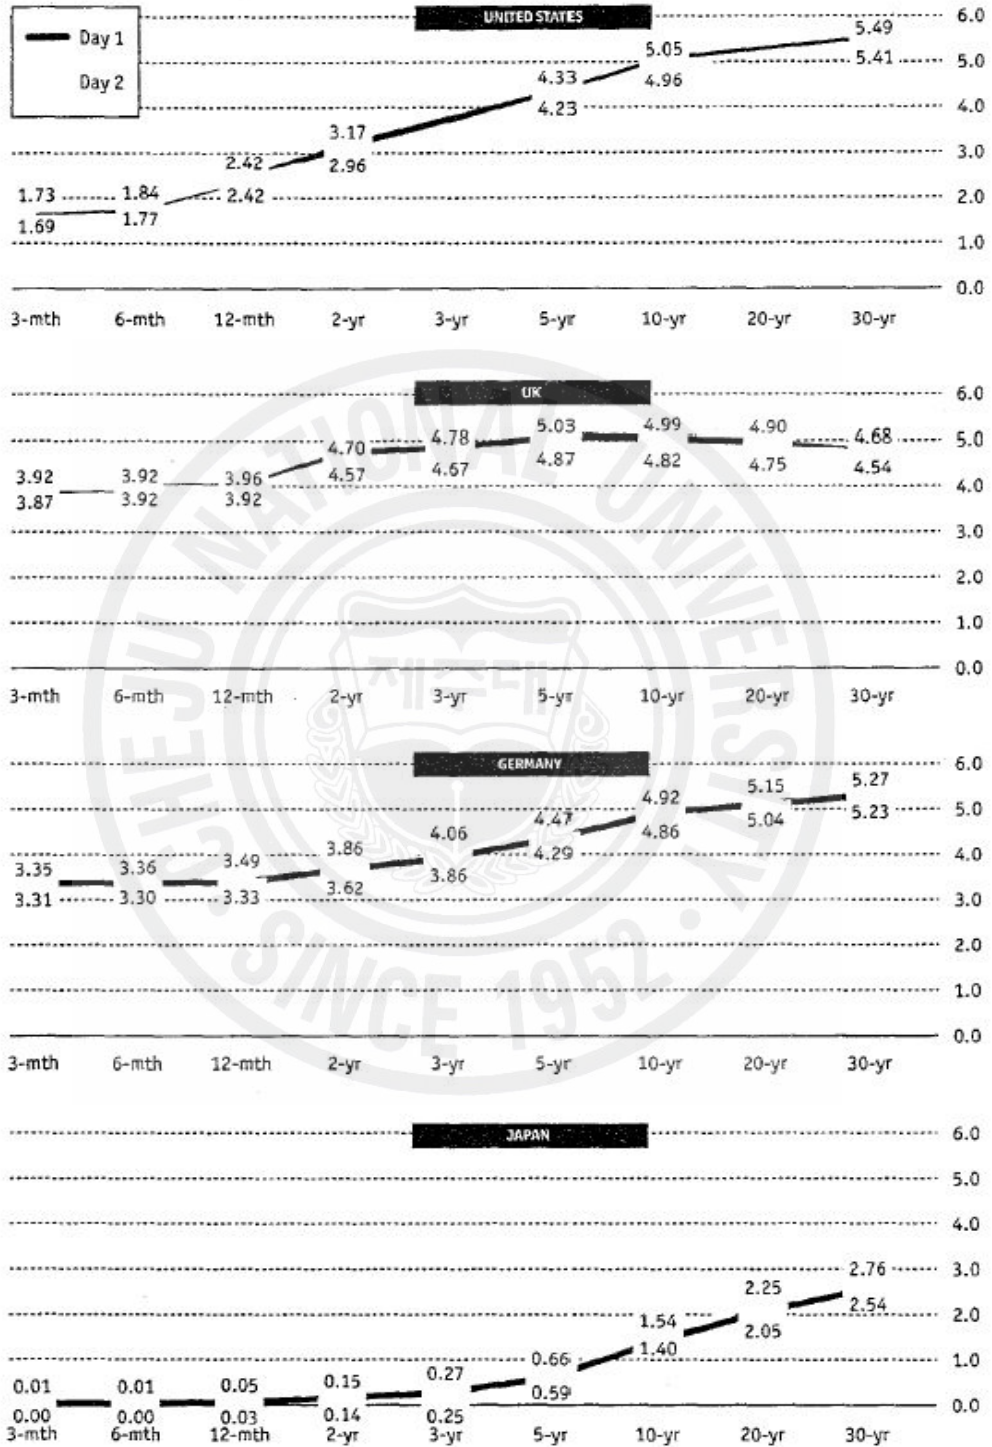 UNITED STATES
6.0
Day 1
5.49
5.05
5.41 5.0
Day 2
4.33
4.96
4.23 4.0
3.17
2.42 3.0
2.96
1.73 1.84
2.42 2.0
1.69 1.77
1.0
0.0
3-mth 6-mth 12-mth 2-yr 3-yr 5-yr 10-yr 20-yr 30-yr
UK
6.0
5.03 4.99 4.90
4.70 4.78 4.68 5.0
3.92 3.92 3.96 4.57 4.67 4.87 4.82 4.75 4.54
3.87 3.92 3.92 4.0
3.0
2.0
1.0
0.0
3-mth 6-mth 12-mth 2-yr 3-yr 5-yr 10-yr 20-yr 30-yr
GERMANY
6.0
5.15 5.27
4.92
5.04 5.23 5.0
4.47
4.06 4.86
3.86
3.35 3.36 3.49 4.29 4.0
3.86
3.62
3.31 3.30 3.33 3.0
2.0
1.0
0.0
3-mth 6-mth 12-mth 2-yr 3-yr 5-yr 10-yr 20-yr 30-yr
JAPAN
6.0
5.0
4.0
2.76 3.0
2.25
2.54
1.54 2.0
2.05
1.40
0.66 1.0
0.01 0.01 0.05 0.15 0.27
0.59
0.00 0.00 0.03 0.14 0.25 0.0
3-mth 6-mth 12-mth 2-yr 3-yr 5-yr 10-yr 20-yr 30-yr
CHEJU NATIONAL UNIVERSITY
제주대
SINCE 1952